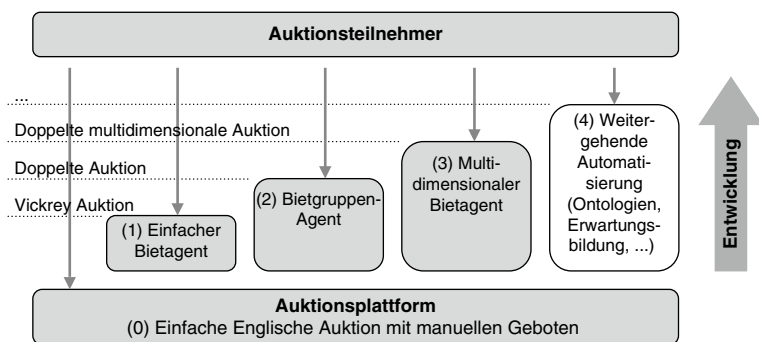 Auktionsteilnehmer
...
Doppelte multidimensionale Auktion
Doppelte Auktion
Vickrey Auktion
(1) Einfacher
Bietagent
(2) Bietgruppen-
Agent
(3) Multi-
dimensionaler
Bietagent
(4) Weiter-
gehende
Automati-
sierung
(Ontologien,
Erwartungs-
bildung, ...)
Entwicklung
Auktionsplattform
(0) Einfache Englische Auktion mit manuellen Geboten